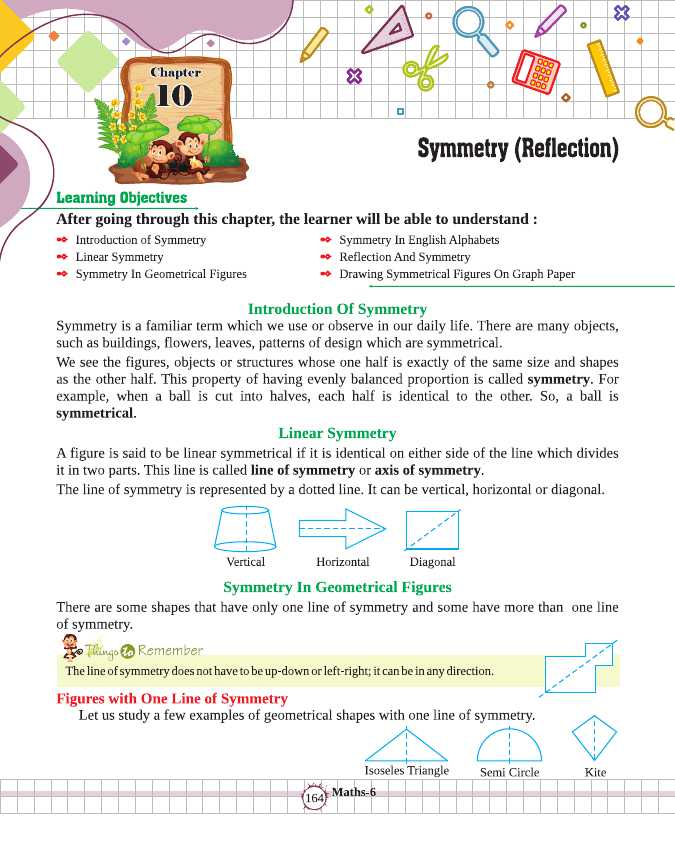 Chapter
10
Symmetry (Reflection)
Learning Objectives
After going through this chapter, the learner will be able to understand :
Introduction of Symmetry
Symmetry In English Alphabets
Linear Symmetry
Reflection And Symmetry
Symmetry In Geometrical Figures
Drawing Symmetrical Figures On Graph Paper
Introduction Of Symmetry
Symmetry is a familiar term which we use or observe in our daily life. There are many objects,
such as buildings, flowers, leaves, patterns of design which are symmetrical.
We see the figures, objects or structures whose one half is exactly of the same size and shapes
as the other half. This property of having evenly balanced proportion is called symmetry. For
example, when a ball is cut into halves, each half is identical to the other. So, a ball is
symmetrical.
Linear Symmetry
A figure is said to be linear symmetrical if it is identical on either side of the line which divides
it in two parts. This line is called line of symmetry or axis of symmetry.
The line of symmetry is represented by a dotted line. It can be vertical, horizontal or diagonal.
Vertical
Horizontal
Diagonal
Symmetry In Geometrical Figures
There are some shapes that have only one line of symmetry and some have more than one line
of symmetry.
Things to Remember
The line of symmetry does not have to be up-down or left-right; it can be in any direction.
Figures with One Line of Symmetry
Let us study a few examples of geometrical shapes with one line of symmetry.
Isoseles Triangle
Semi Circle
Kite
164
Maths-6